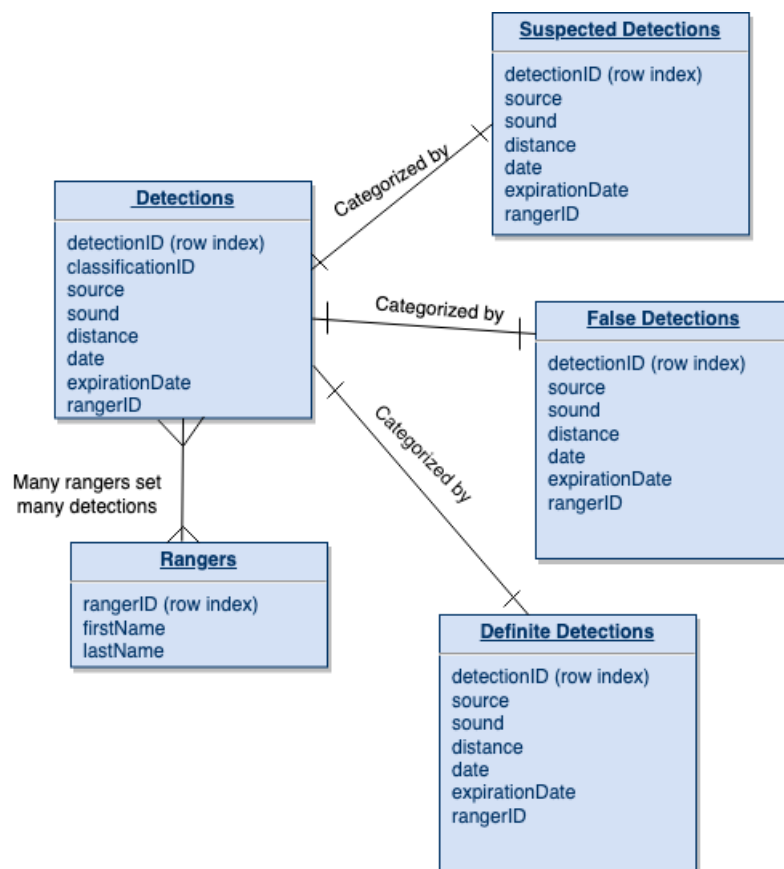 Suspected Detections
detectionID (row index)
source
sound
distance
date
expirationDate
rangerID
Categorized by
Detections
detectionID (row index)
classificationID
source
sound
distance
date
expirationDate
rangerID
Categorized by
False Detections
detectionID (row index)
source
sound
distance
date
expirationDate
rangerID
Categorized by
Many rangers set
many detections
Rangers
rangerID (row index)
firstName
lastName
Definite Detections
detectionID (row index)
source
sound
distance
date
expirationDate
rangerID